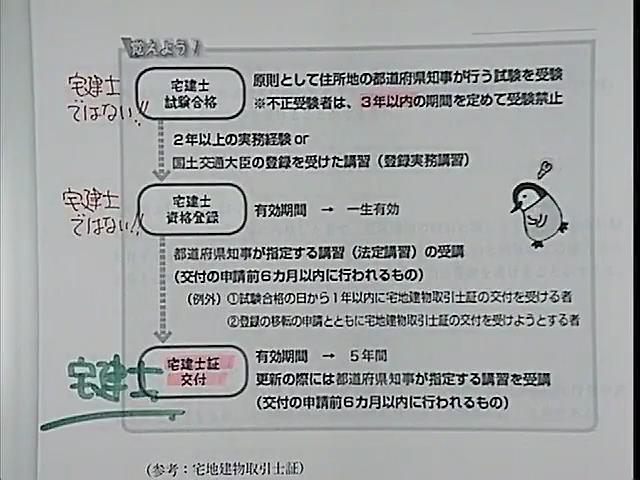 覚えよう!
宅建士
ではない!!
宅建士
試験合格
原則として住所地の都道府県知事が行う試験を受験
※不正受験者は、3年以内の期間を定めて受験禁止
2年以上の実務経験 or
国土交通大臣の登録を受けた講習（登録実務講習）
宅建士
ではない!!
宅建士
資格登録
有効期間 → 一生有効
都道府県知事が指定する講習（法定講習）の受講
（交付の申請前6カ月以内に行われるもの）
（例外）①試験合格の日から1年以内に宅地建物取引士証の交付を受ける者
②登録の移転の申請とともに宅地建物取引士証の交付を受けようとする者
宅建士
宅建士証
交付
有効期間 → 5年間
更新の際には都道府県知事が指定する講習を受講
（交付の申請前6カ月以内に行われるもの）
（参考：宅地建物取引士証）